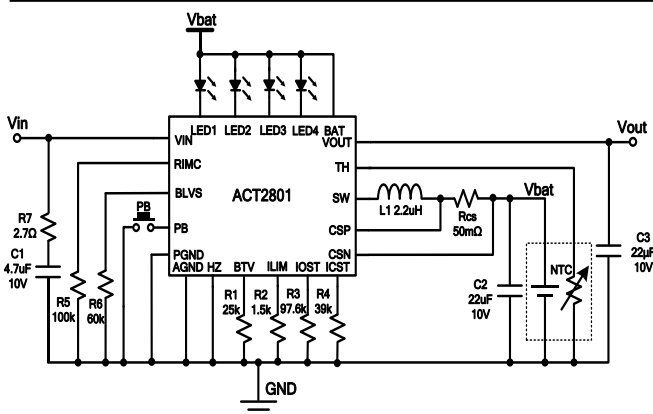 Vbat
Vin
LED1 LED2 LED3 LED4 BAT
VIN
VOUT
Vout
RIMC
TH
BLVS
ACT2801
SW
L1 2.2uH
Rcs
50mΩ
Vbat
PB
PB
CSP
R7
2.7Ω
PGND
CSN
C3
22µF
10V
C1
4.7uF
10V
AGND HZ BTV ILIM IOST ICST
NTC
C2
22uF
10V
R5
100k
R6
60k
R1
25k
R2
1.5k
R3
97.6k
R4
39k
GND